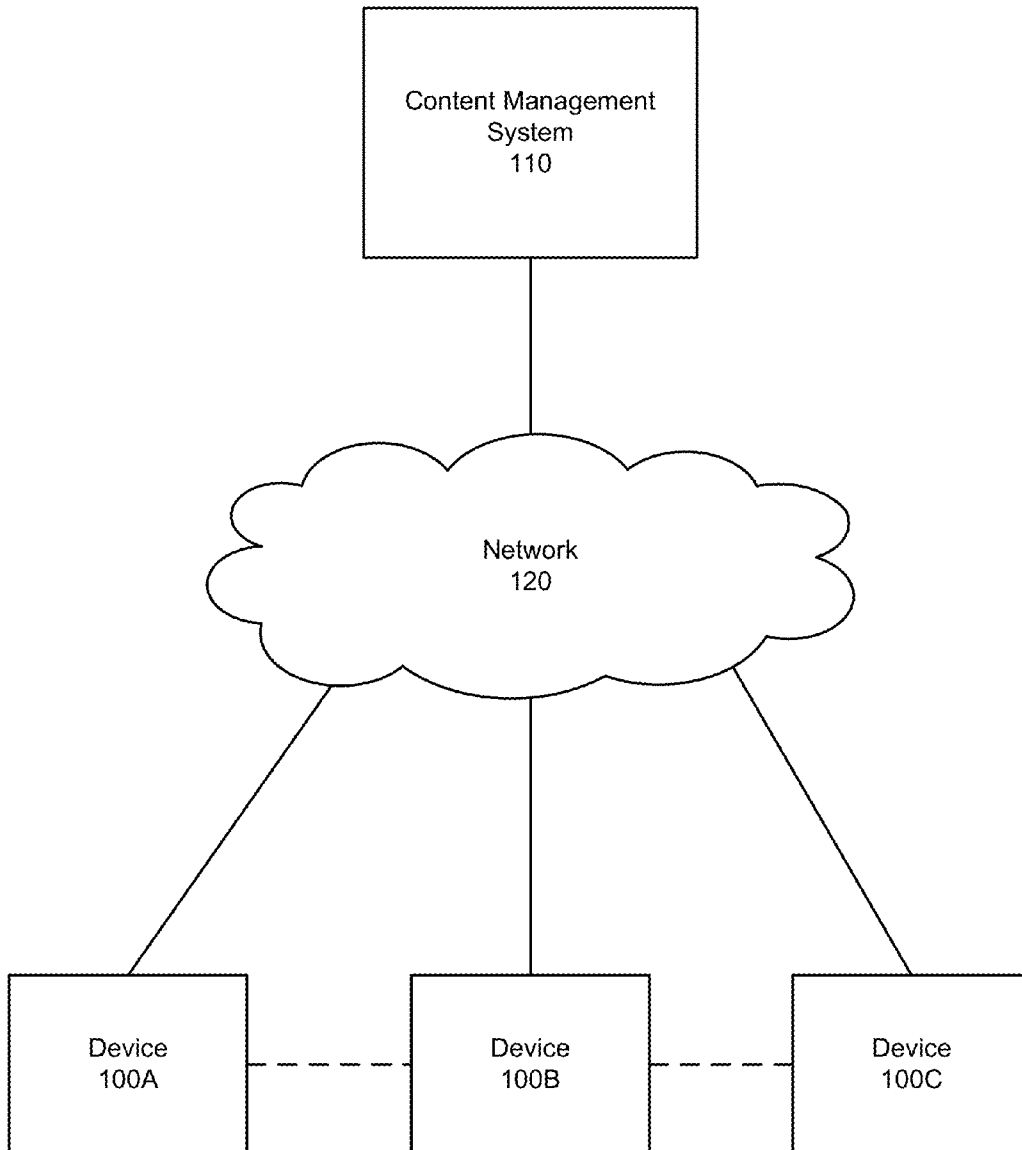 Content Management
System
110
Network
120
Device
100A
Device
100B
Device
100C